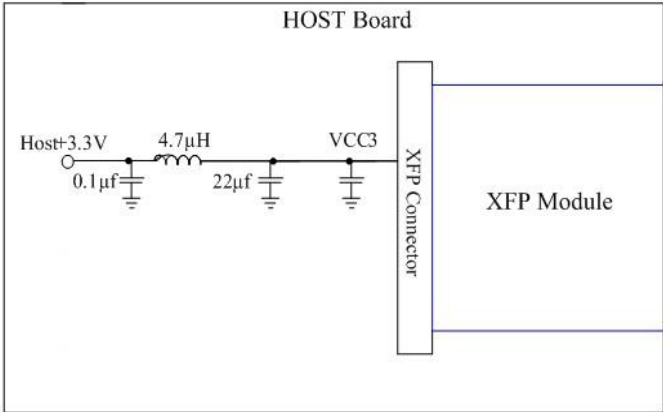 HOST Board
Host+3.3V
4.7µH
VCC3
0.1µf
22µf
XFP Connector
XFP Module